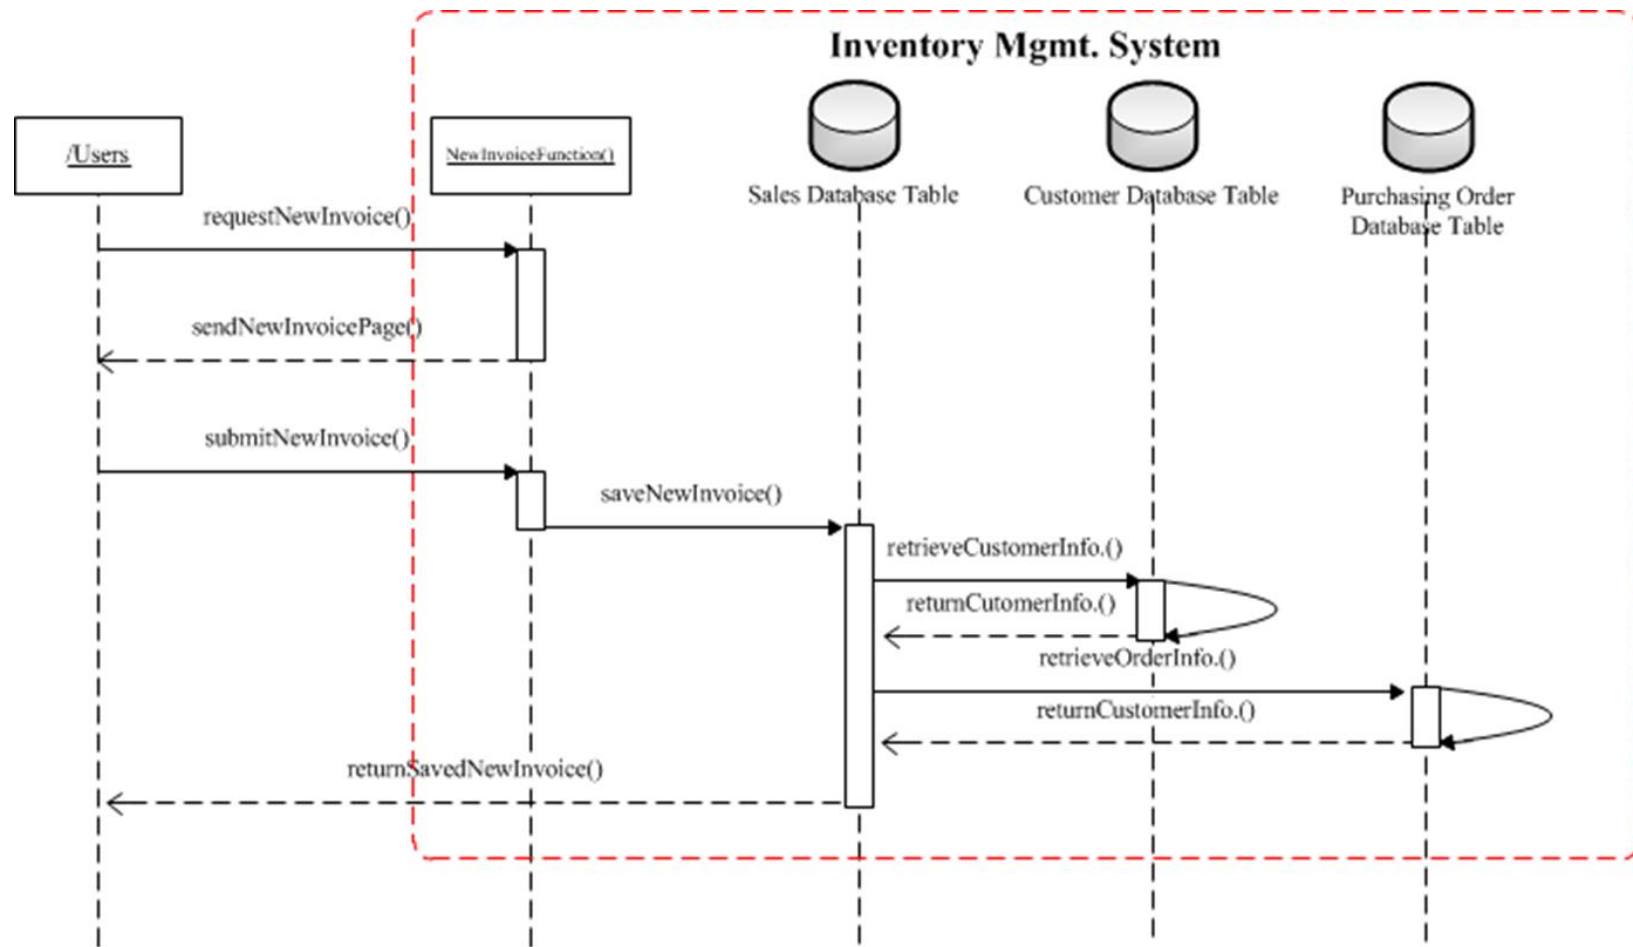 Inventory Mgmt. System
/Users
NewInvoiceFunction()
Sales Database Table
Customer Database Table
Purchasing Order
Database Table
requestNewInvoice()
sendNewInvoicePage()
submitNewInvoice()
saveNewInvoice()
retrieveCustomerInfo.()
returnCutomerInfo.()
retrieveOrderInfo.()
returnCustomerInfo.()
returnSavedNewInvoice()